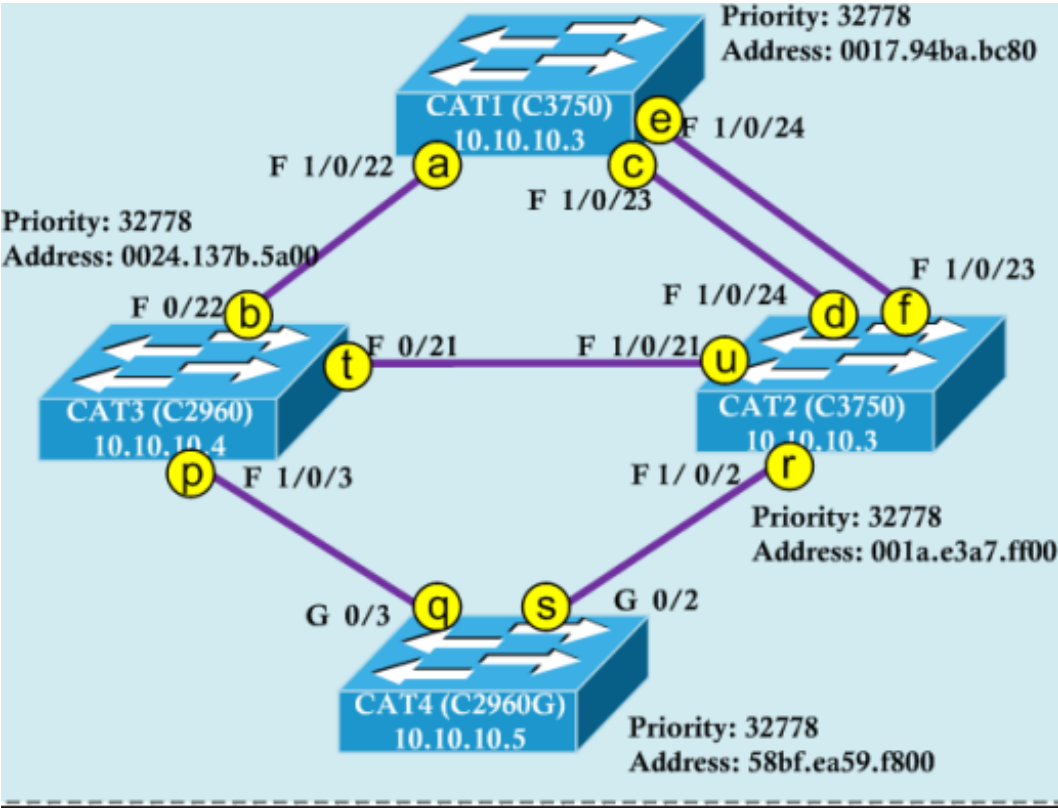 Priority: 32778
Address: 0017.94ba.bc80
CAT1 (C3750)
10.10.10.3
e
F 1/0/24
F 1/0/22
a
c
F 1/0/23
Priority: 32778
Address: 0024.137b.5a00
F 0/22
b
F 1/0/24
d
F 1/0/23
f
t
F 0/21
F 1/0/21
u
CAT3 (C2960)
10.10.10.4
CAT2 (C3750)
10.10.10.3
p
F 1/0/3
F 1/ 0/2
r
Priority: 32778
Address: 001a.e3a7.ff00
G 0/3
q
s
G 0/2
CAT4 (C2960G)
10.10.10.5
Priority: 32778
Address: 58bf.ea59.f800